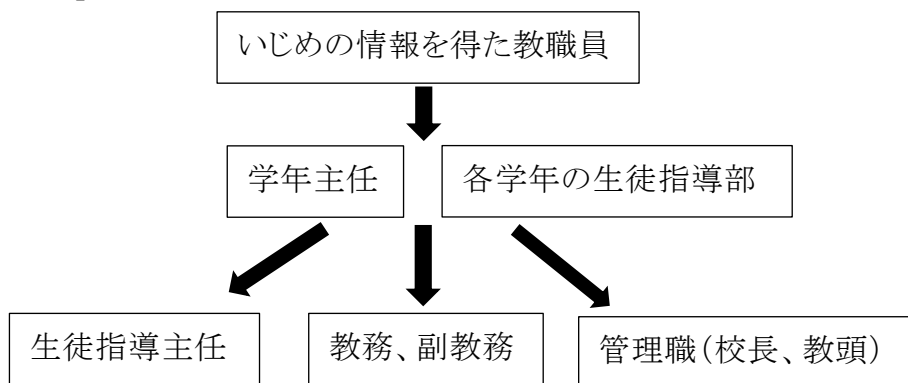 いじめの情報を得た教職員
学年主任 各学年の生徒指導部
生徒指導主任 教務、副教務 管理職(校長、教頭)